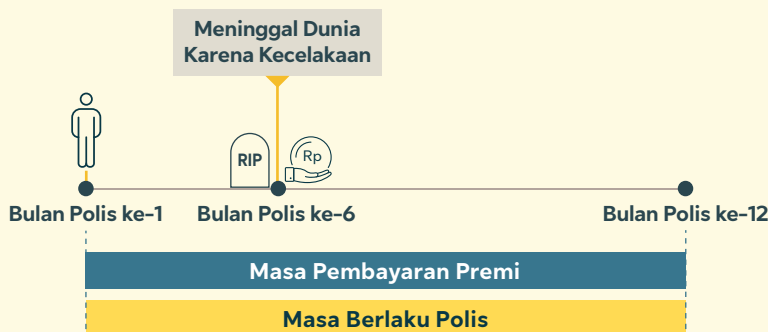 Meninggal Dunia
Karena Kecelakaan
RIP
Rp
Bulan Polis ke-1
Bulan Polis ke-6
Bulan Polis ke-12
Masa Pembayaran Premi
Masa Berlaku Polis